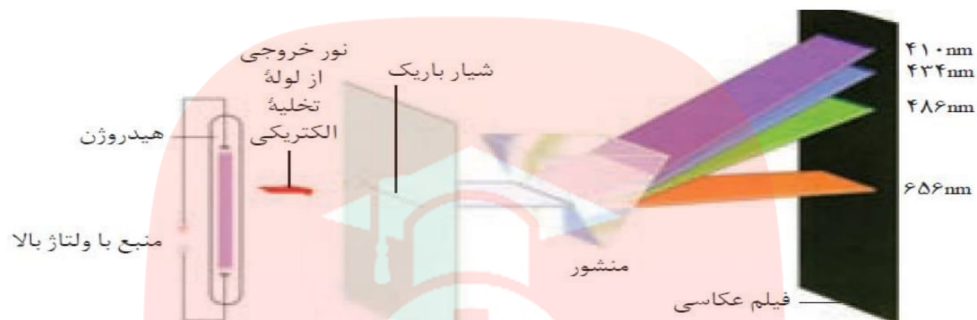 نور خروجی
از لولهٔ
تخلیهٔ
الکتریکی
شیار باریک
هیدروژن
منبع با ولتاژ بالا
منشور
فیلم عکاسی
۴۱۰nm
۴۳۴nm
۴۸۶nm
۶۵۶nm